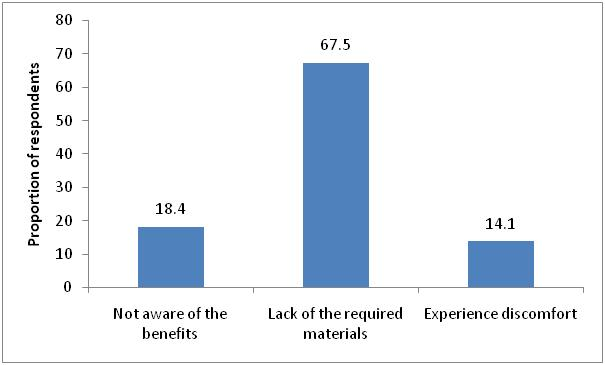 Proportion of respondents
80
70
60
50
40
30
20
10
0
18.4
67.5
14.1
Not aware of the
benefits
Lack of the required
materials
Experience discomfort